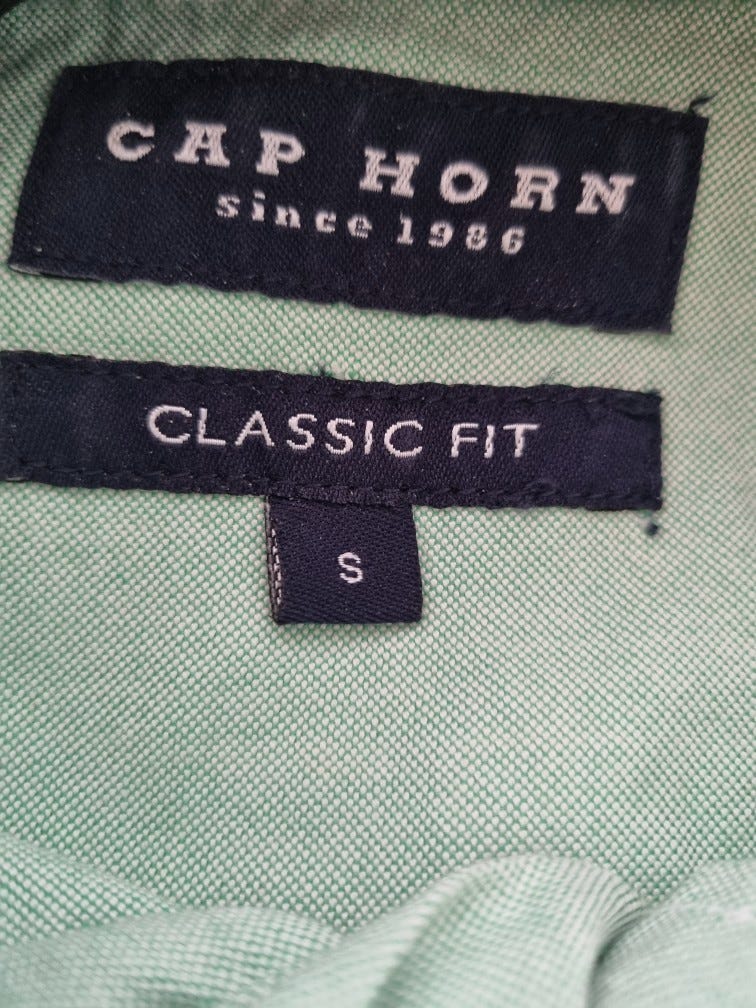 CAP HORN
since 1986
CLASSIC FIT
S